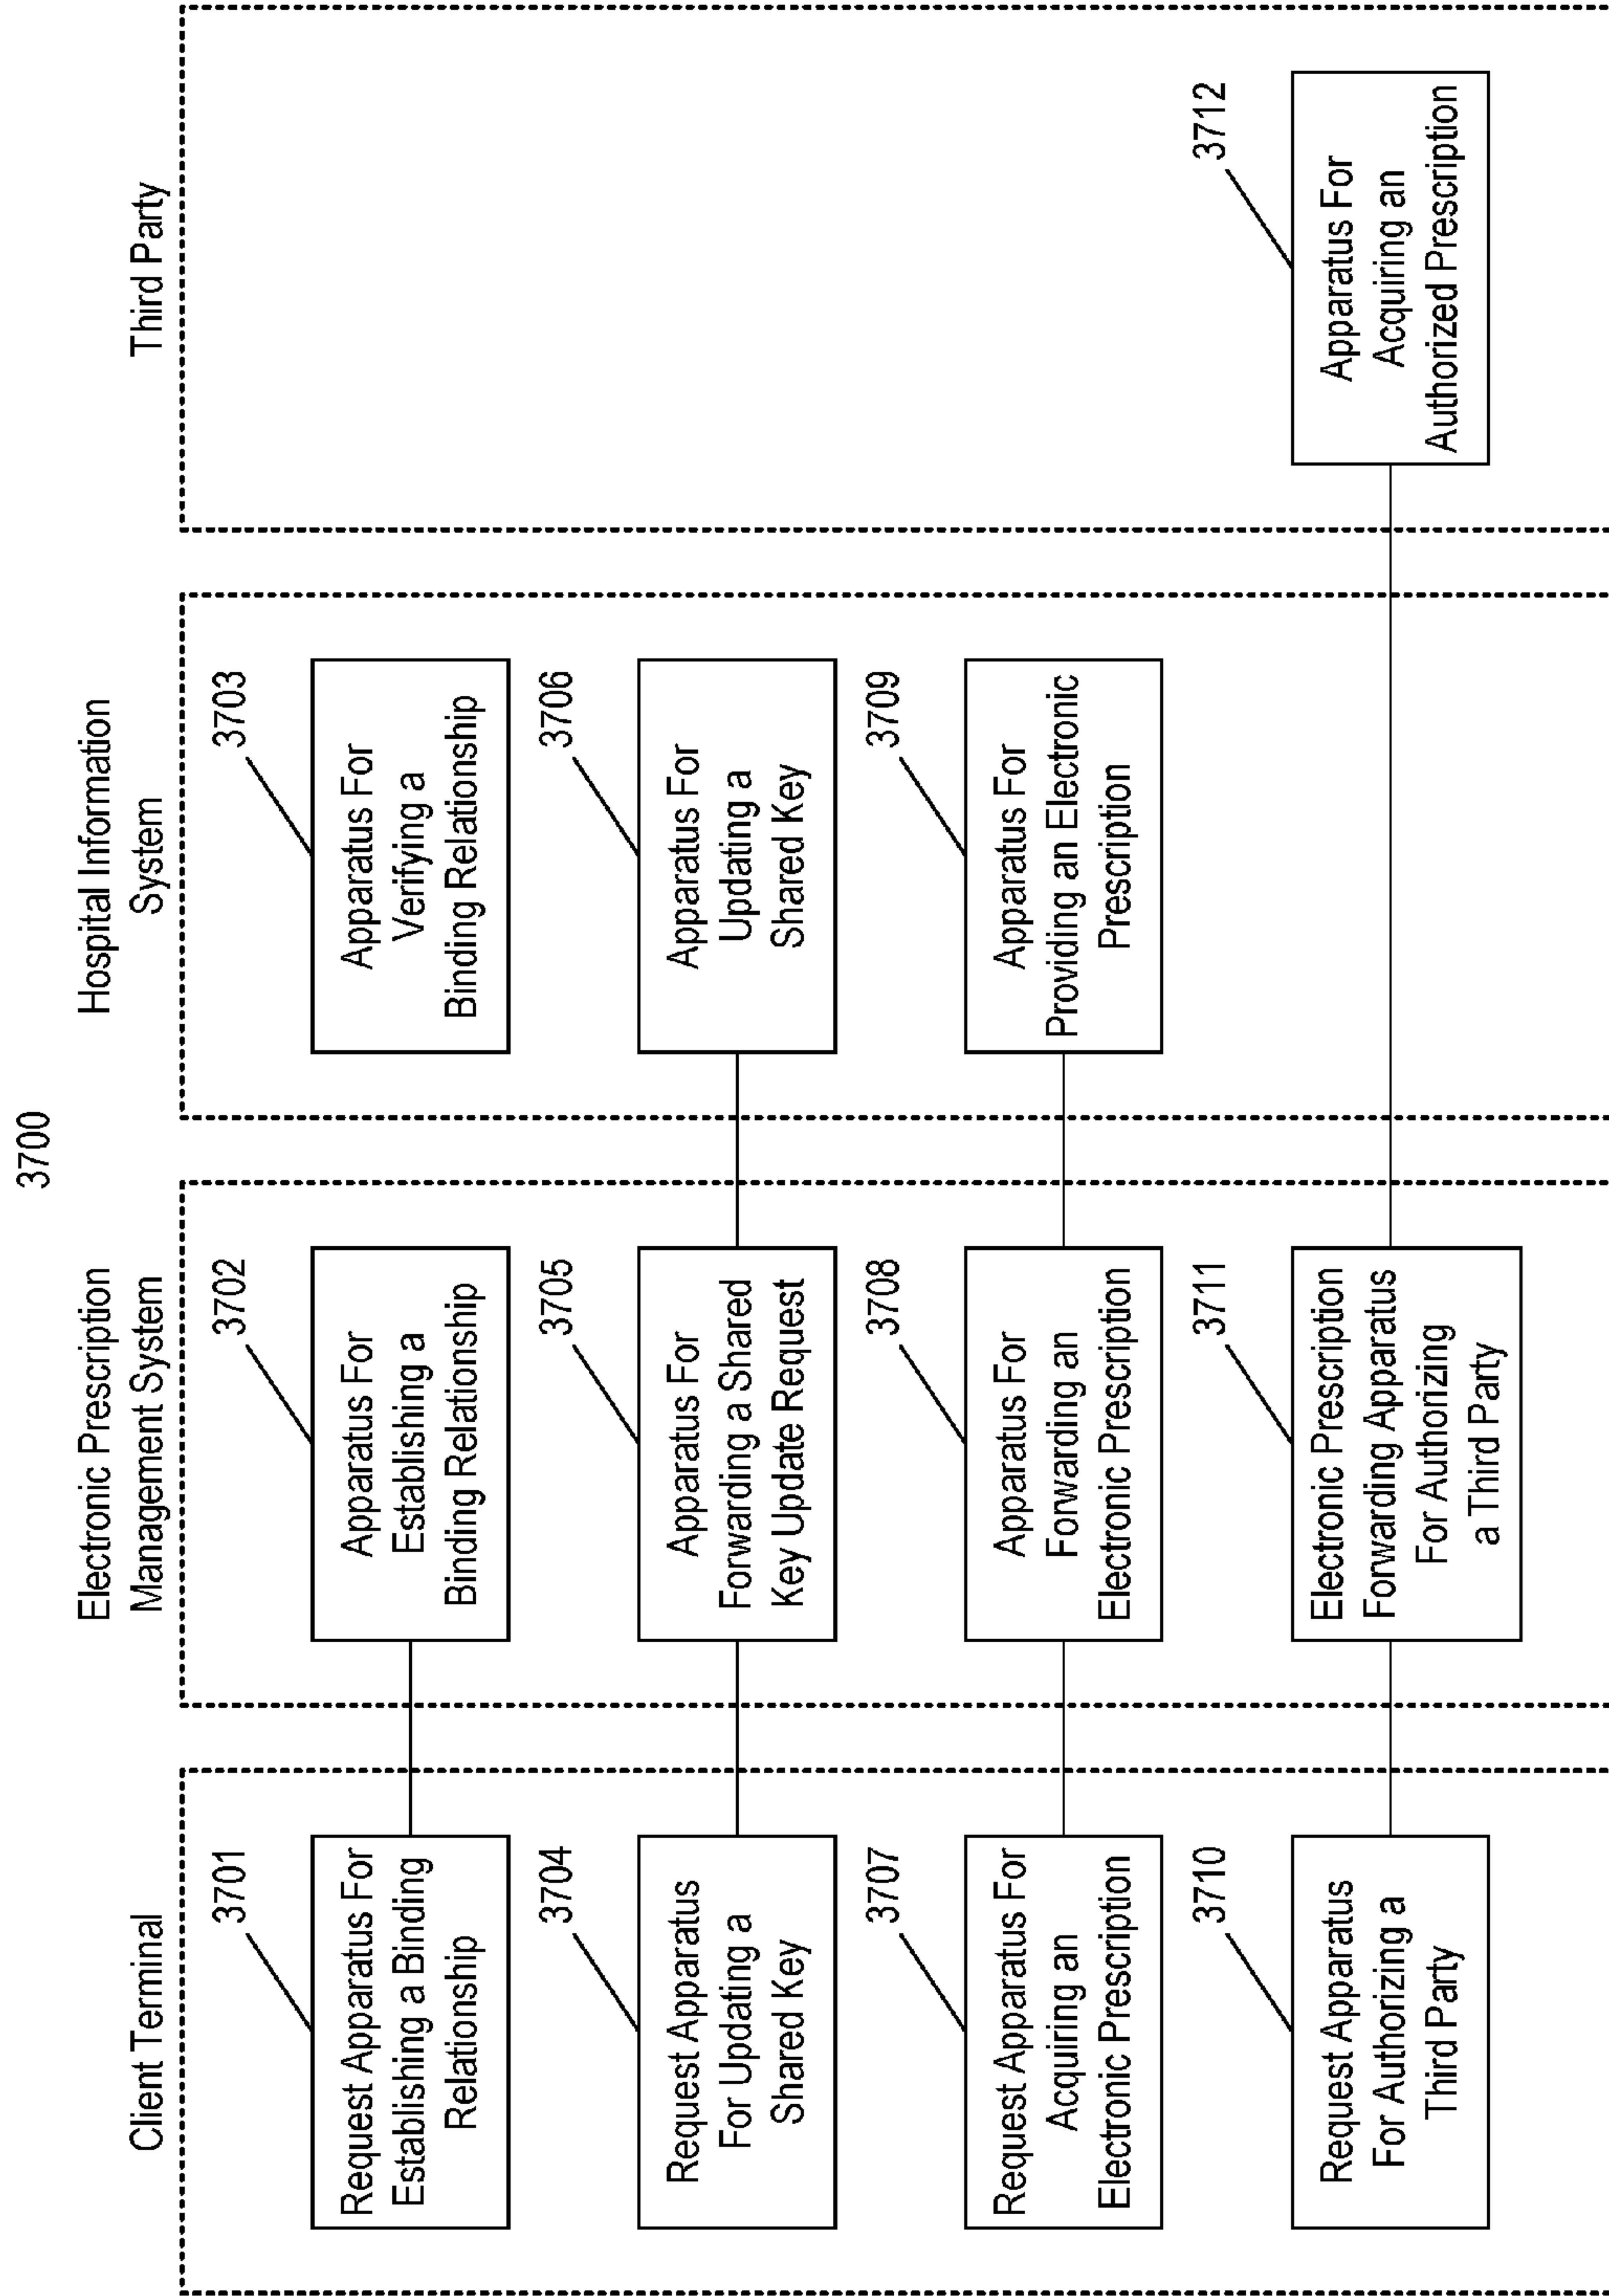 3700
Client Terminal
Electronic Prescription
Management System
Hospital Information
System
Third Party
3701
Request Apparatus For
Establishing a Binding
Relationship
3702
Apparatus For
Establishing a
Binding Relationship
3703
Apparatus For
Verifying a
Binding Relationship
3704
Request Apparatus
For Updating a
Shared Key
3705
Apparatus For
Forwarding a Shared
Key Update Request
3706
Apparatus For
Updating a
Shared Key
3707
Request Apparatus For
Acquiring an
Electronic Prescription
3708
Apparatus For
Forwarding an
Electronic Prescription
3709
Apparatus For
Providing an Electronic
Prescription
3710
Request Apparatus
For Authorizing a
Third Party
3711
Electronic Prescription
Forwarding Apparatus
For Authorizing
a Third Party
3712
Apparatus For
Acquiring an
Authorized Prescription